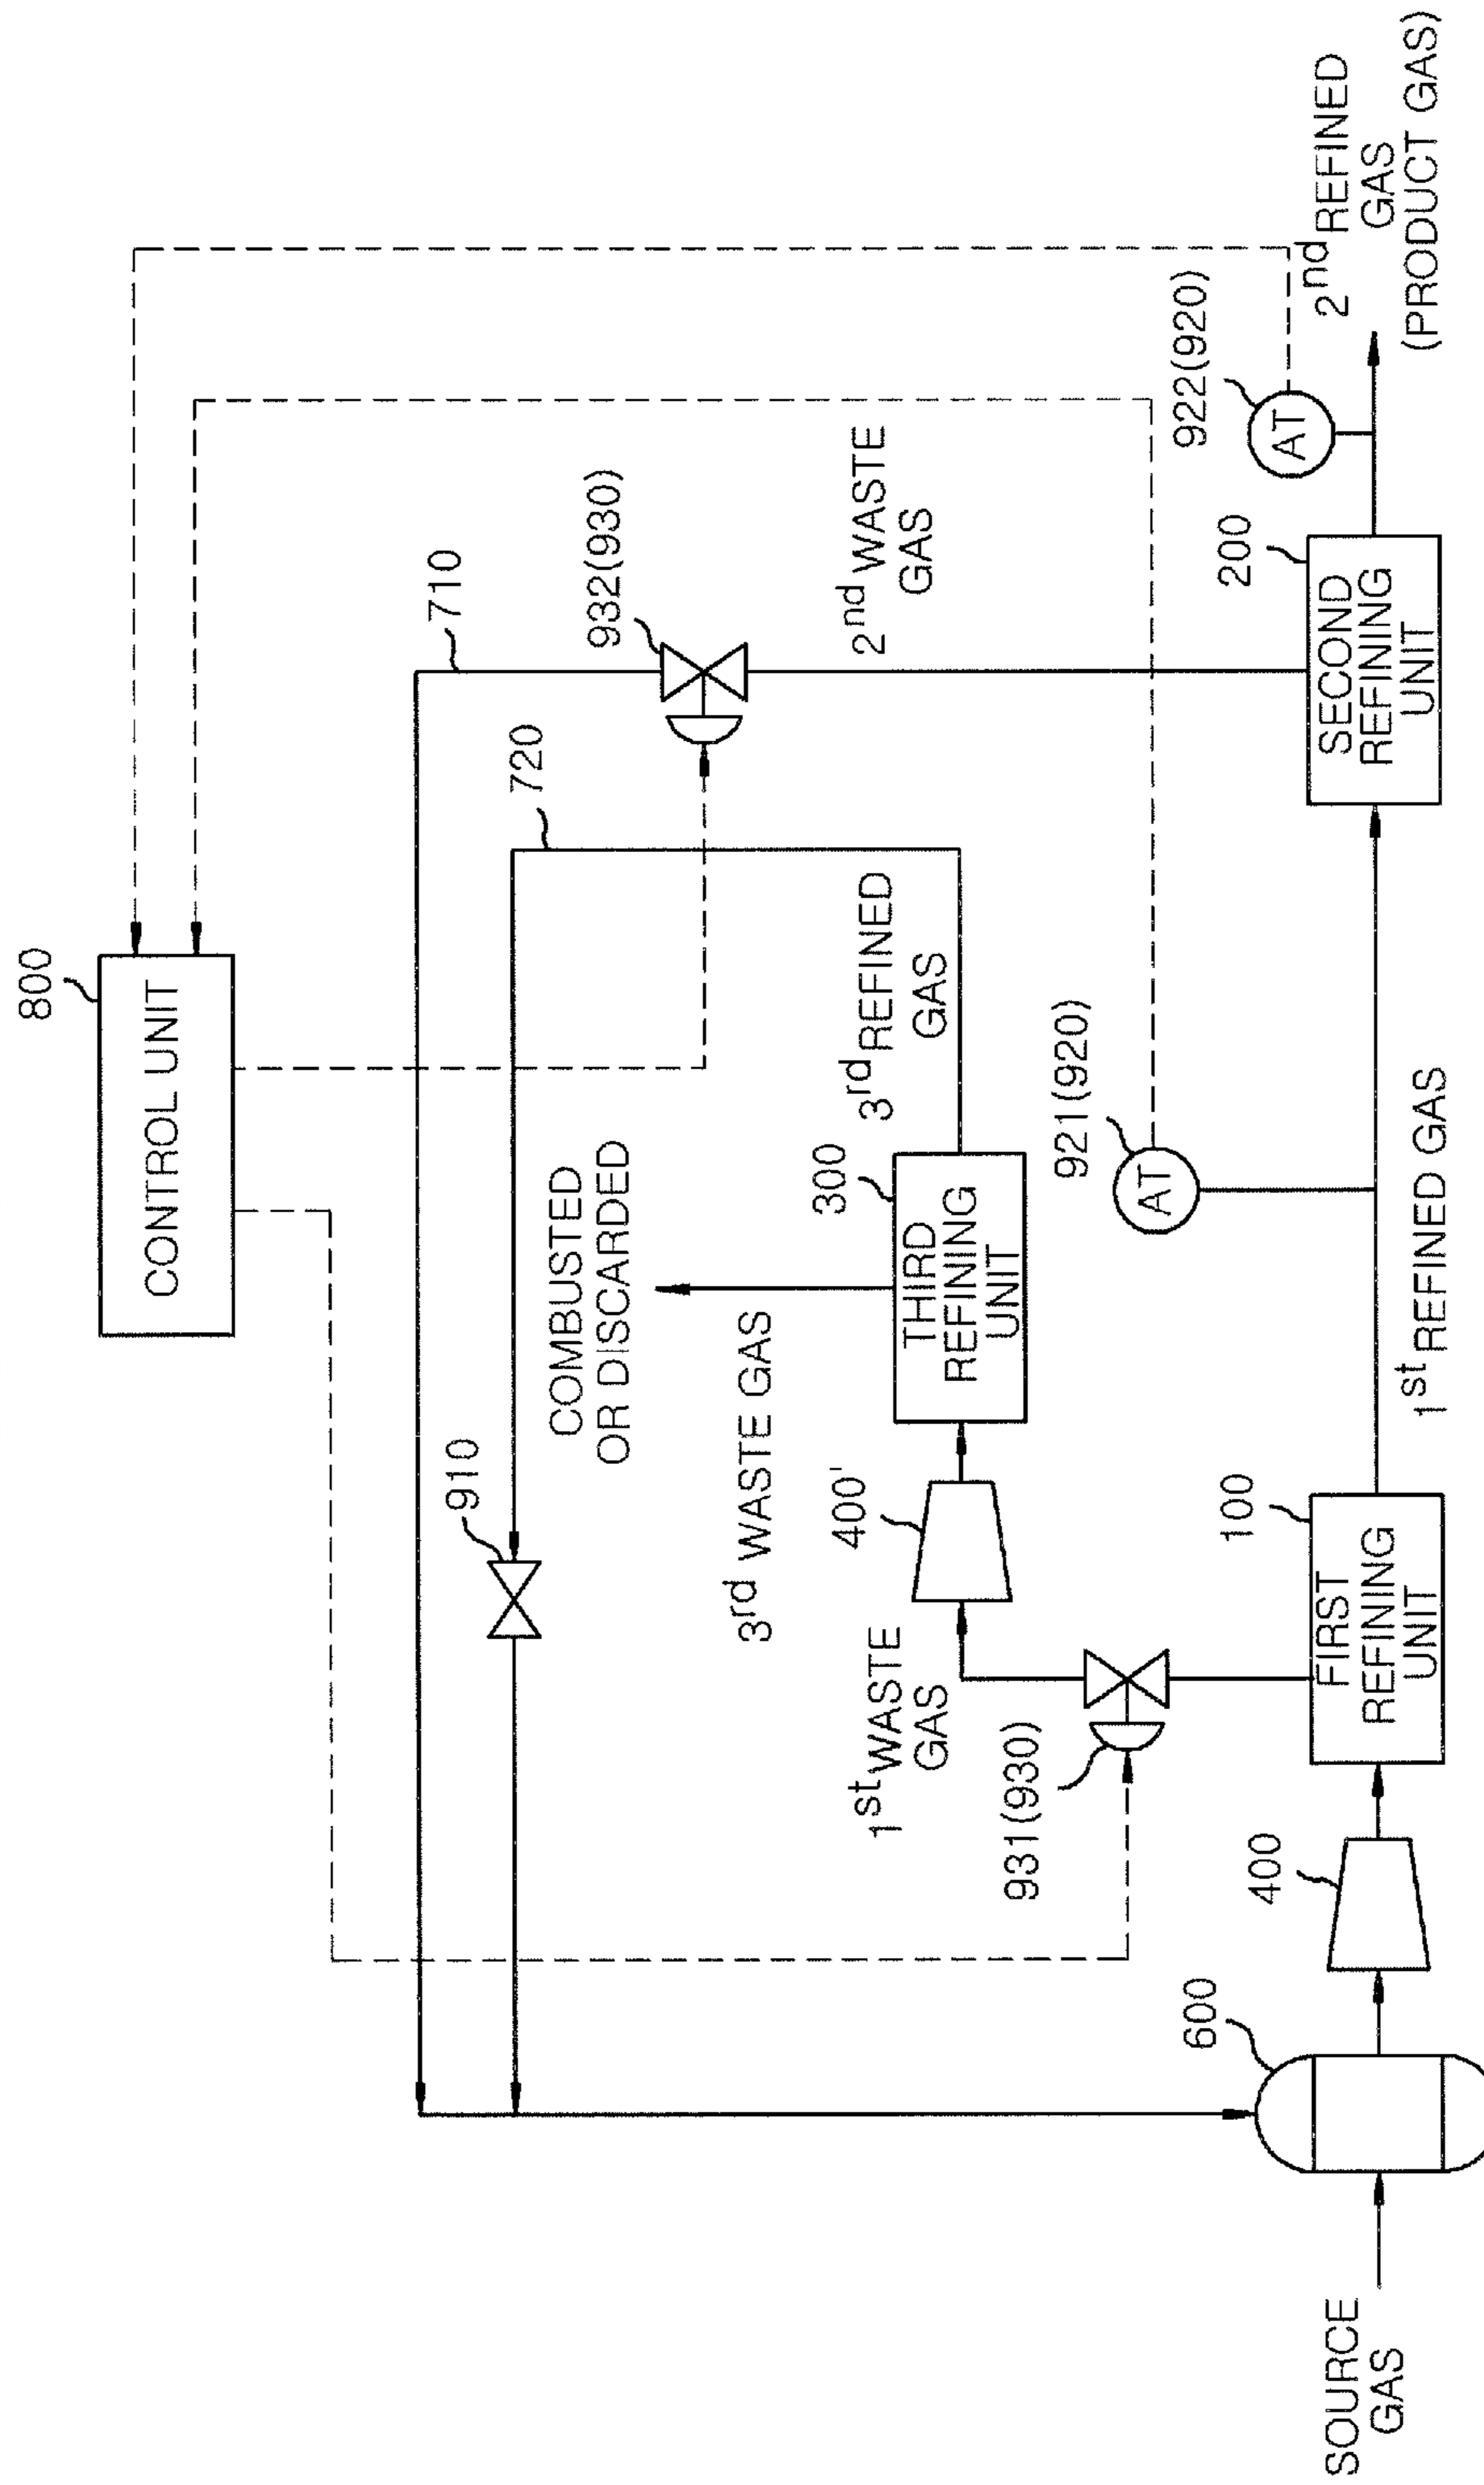 800
CONTROL UNIT
710
932(930)
2nd WASTE
GAS
922(920)
AT
2nd REFINED
GAS
(PRODUCT GAS)
720
910
COMBUSTED
OR DISCARDED
3rd WASTE GAS
3rd REFINED
GAS
300
THIRD
REFINING
UNIT
400'
1st WASTE
GAS
931(930)
921(920)
AT
200
SECOND
REFINING
UNIT
1st REFINED GAS
100
FIRST
REFINING
UNIT
400
600
SOURCE
GAS